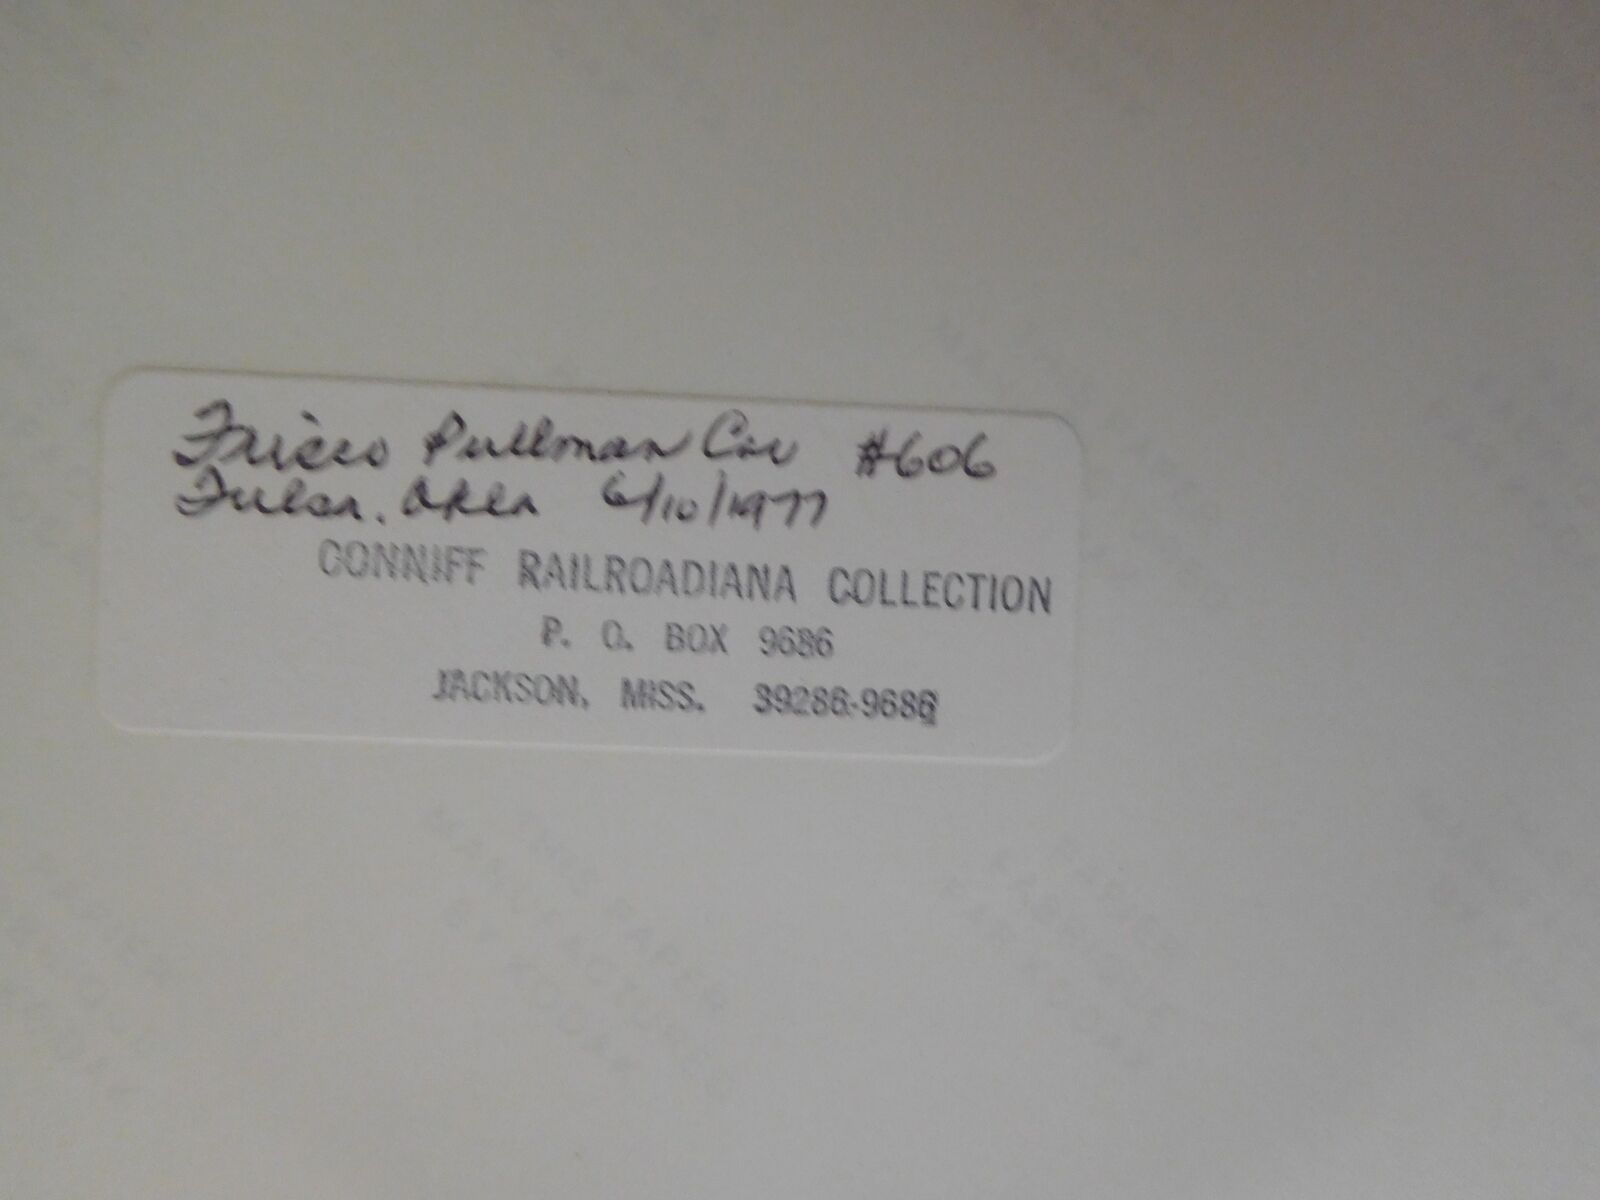 Frisco Pullman Car #606
Tulsa, Okla 6/10/1977
CONNIFF RAILROADIANA COLLECTION
P. O. BOX 9686
JACKSON, MISS. 39286-9686